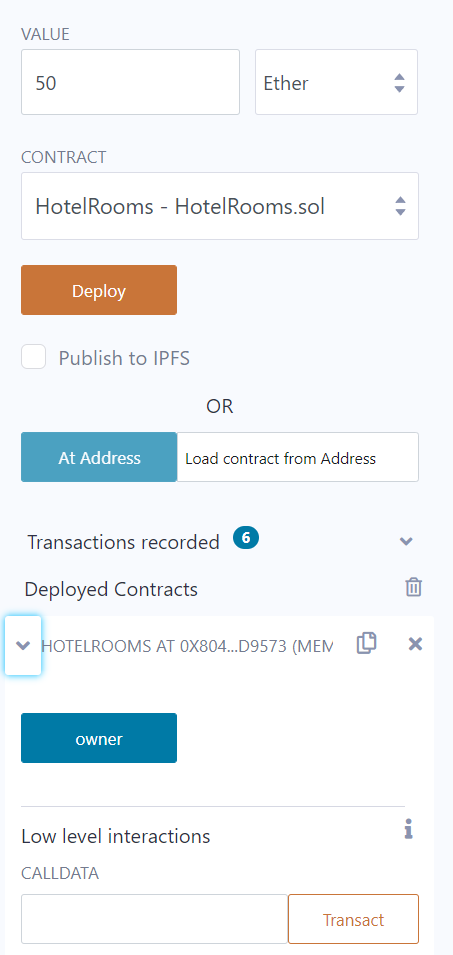 VALUE
50 Ether
CONTRACT
HotelRooms - HotelRooms.sol
Deploy
Publish to IPFS
OR
At Address Load contract from Address
Transactions recorded 6
Deployed Contracts
HOTELROOMS AT 0X804...D9573 (MEM
owner
Low level interactions
CALLDATA
Transact